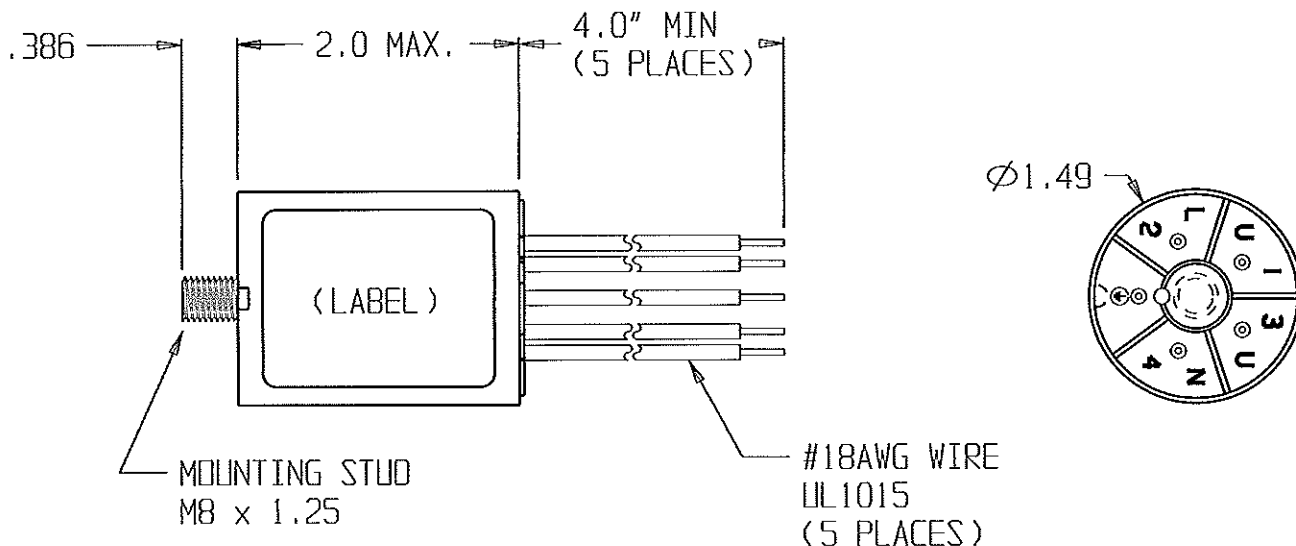 .386
2.0 MAX.
4.0" MIN
(5 PLACES)
Ø1.49
(LABEL)
L
2
U
1
3
U
4
N
MOUNTING STUD
M8 x 1.25
#18AWG WIRE
UL1015
(5 PLACES)